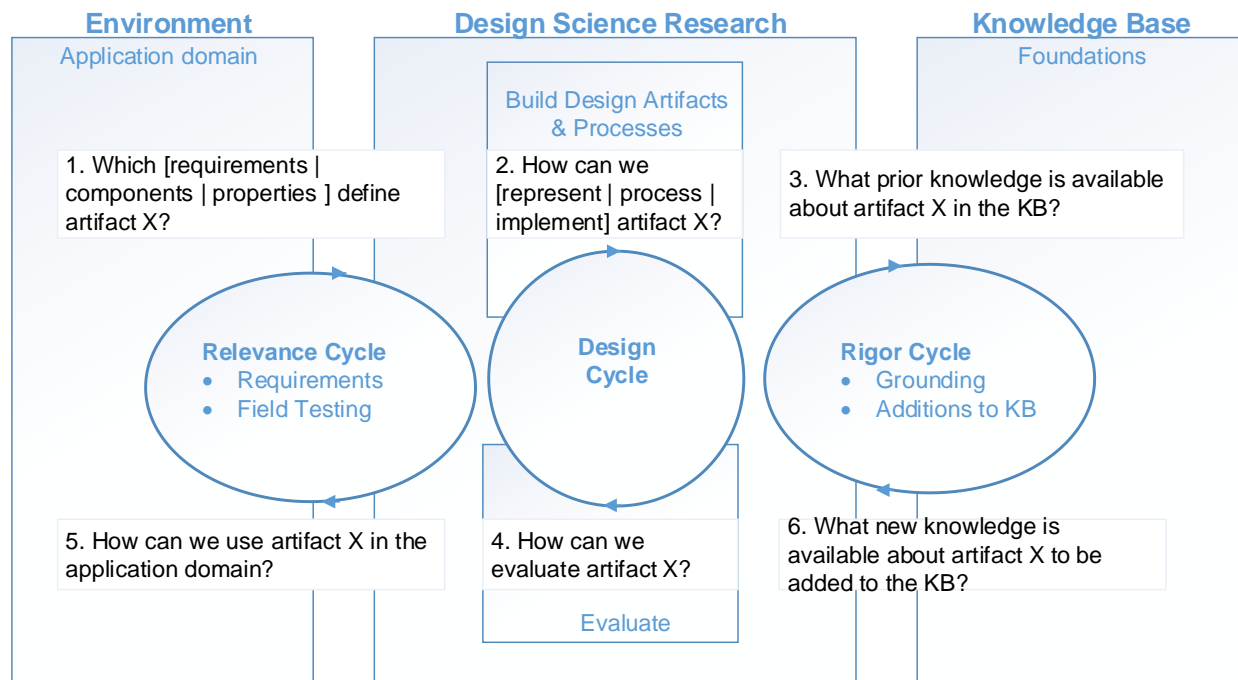 Environment
Design Science Research
Knowledge Base
Application domain
Foundations
Build Design Artifacts
& Processes
1. Which [requirements |
components | properties ] define
artifact X?
2. How can we
[represent | process |
implement] artifact X?
3. What prior knowledge is available
about artifact X in the KB?
Relevance Cycle
• Requirements
• Field Testing
Design
Cycle
Rigor Cycle
• Grounding
• Additions to KB
5. How can we use artifact X in the
application domain?
4. How can we
evaluate artifact X?
6. What new knowledge is
available about artifact X to be
added to the KB?
Evaluate